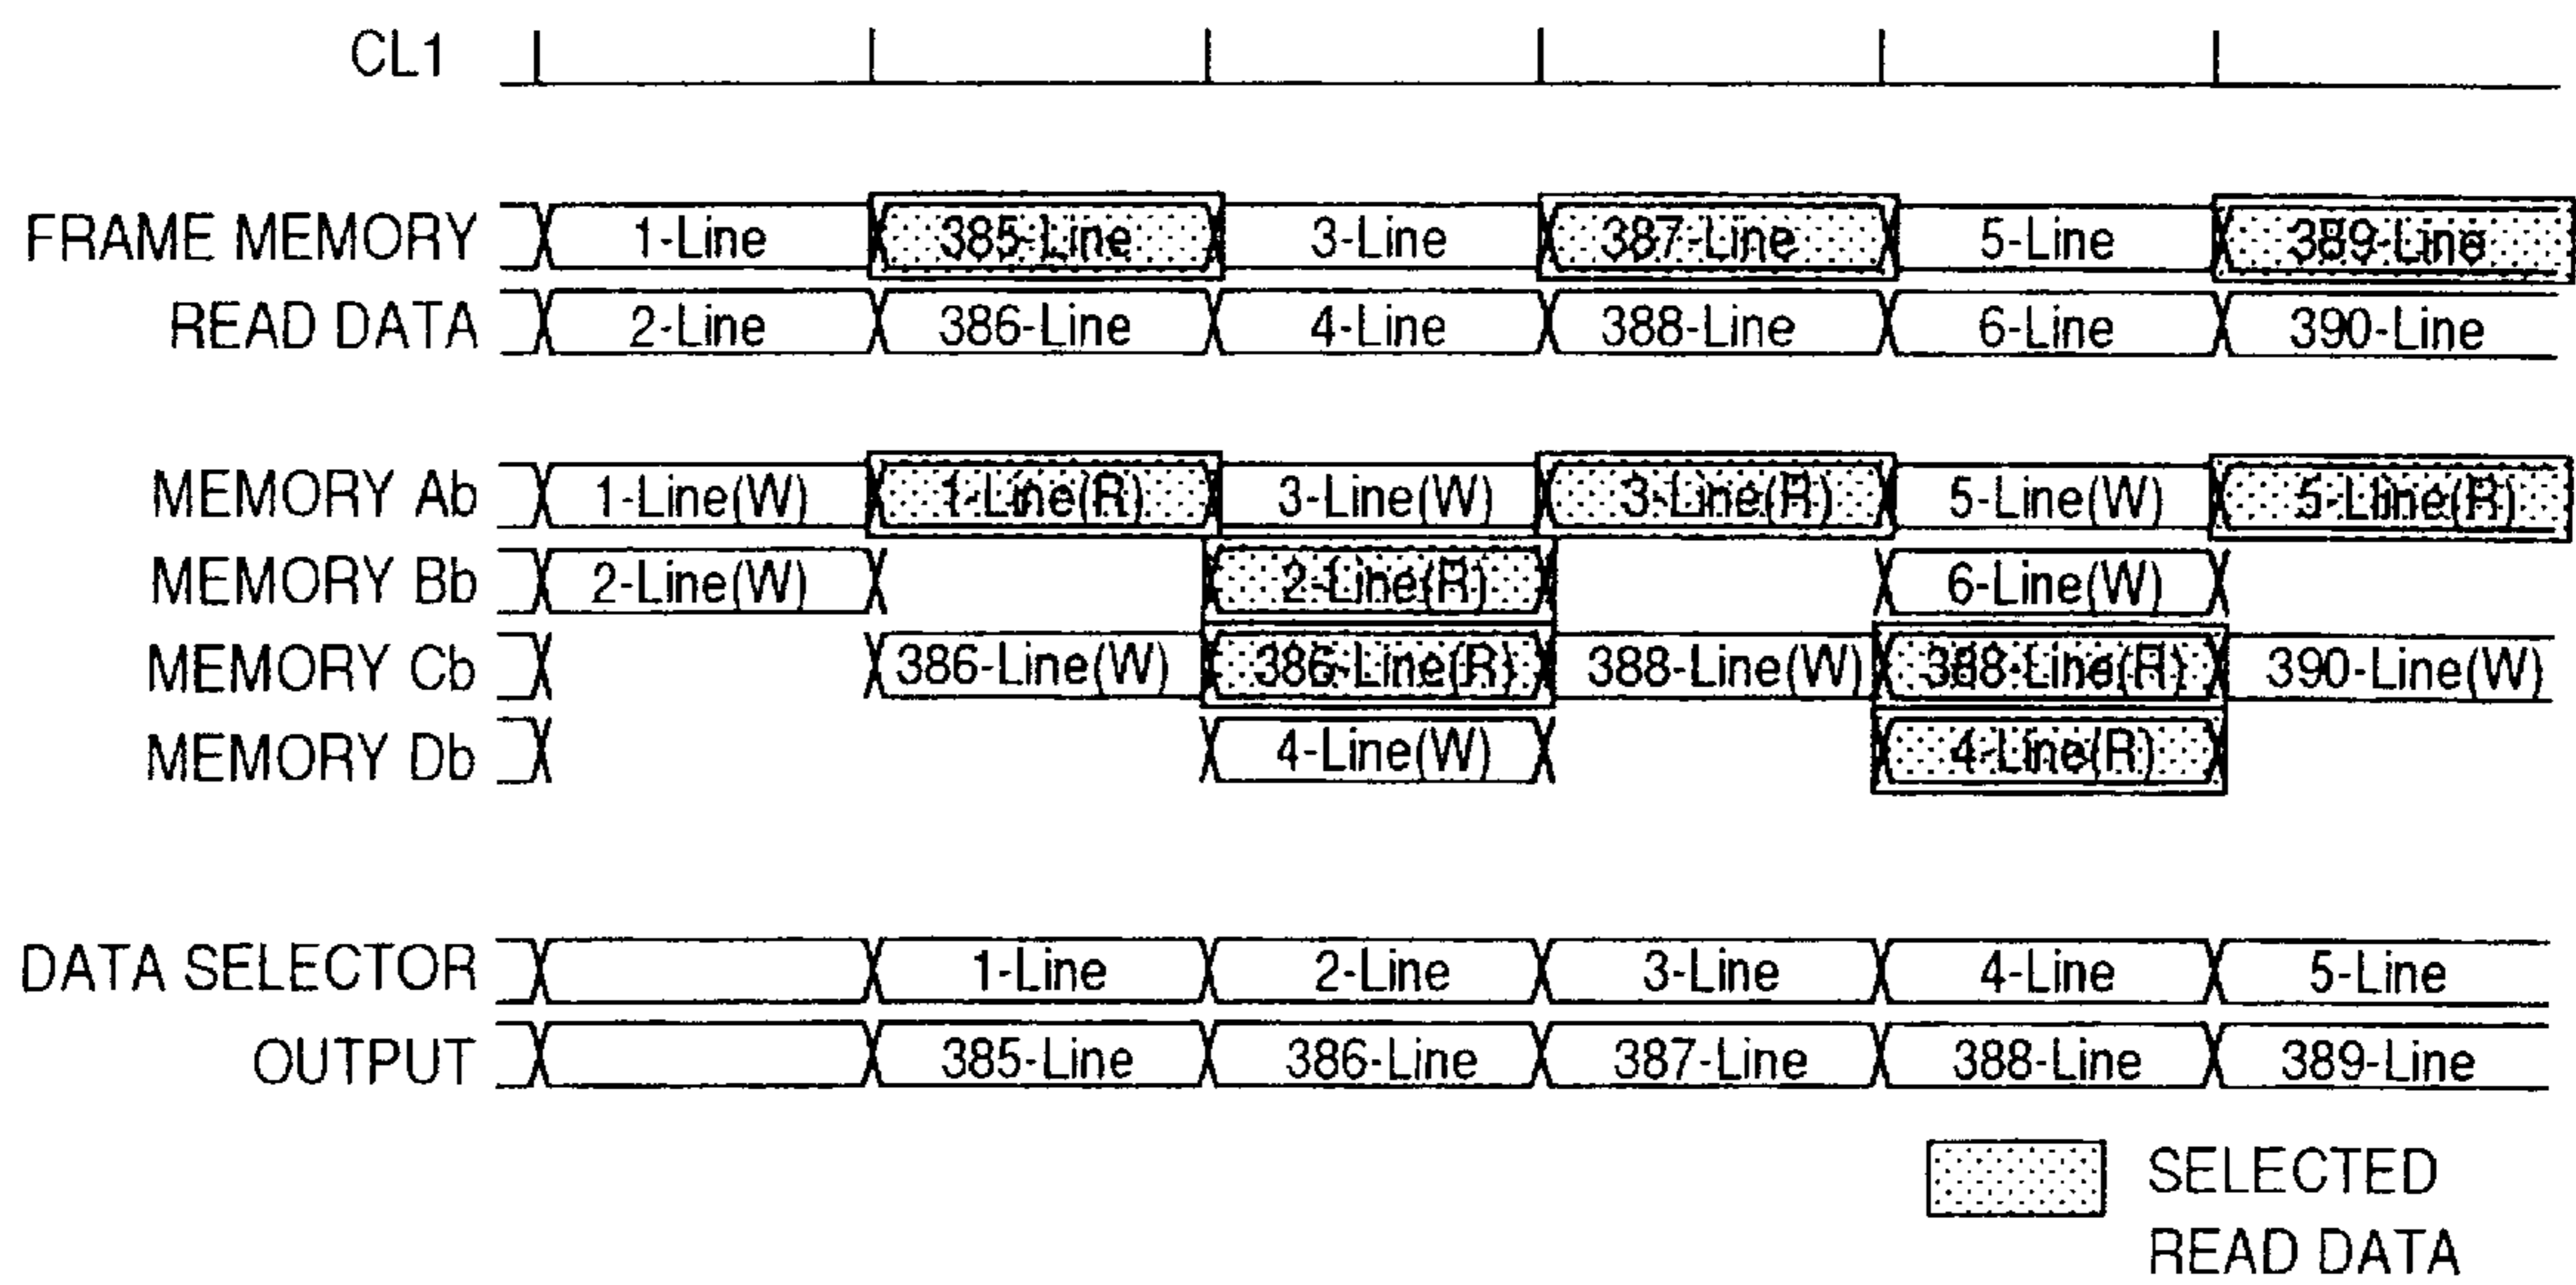 CL1
FRAME MEMORY 1-Line 385-Line 3-Line 387-Line 5-Line 389-Line
READ DATA 2-Line 386-Line 4-Line 388-Line 6-Line 390-Line
MEMORY Ab 1-Line(W) 1-Line(R) 3-Line(W) 3-Line(R) 5-Line(W) 5-Line(R)
MEMORY Bb 2-Line(W) 2-Line(R) 6-Line(W)
MEMORY Cb 386-Line(W) 386-Line(R) 388-Line(W) 388-Line(R) 390-Line(W)
MEMORY Db 4-Line(W) 4-Line(R)
DATA SELECTOR 1-Line 2-Line 3-Line 4-Line 5-Line
OUTPUT 385-Line 386-Line 387-Line 388-Line 389-Line
SELECTED
READ DATA